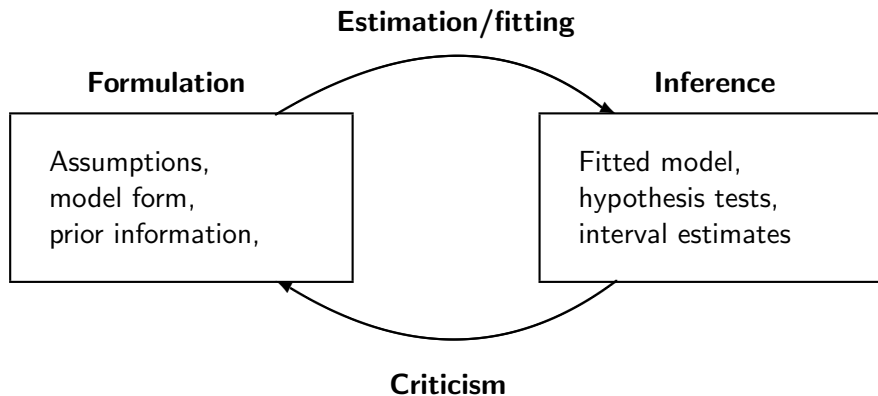 Estimation/fitting
Formulation
Inference
Assumptions,
model form,
prior information,
Fitted model,
hypothesis tests,
interval estimates
Criticism